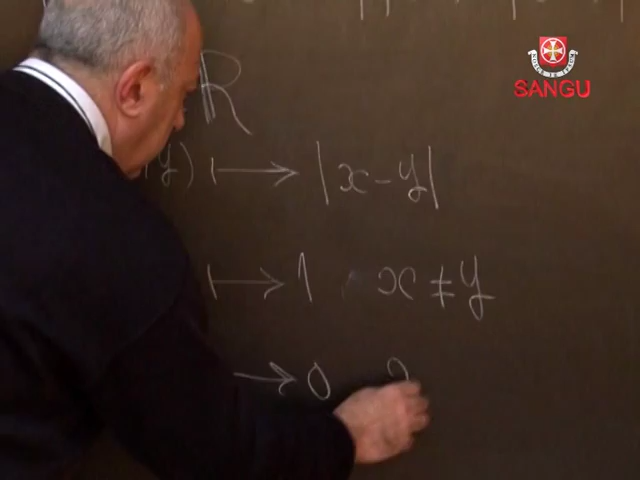 SANGU
ℝ
y) ↦ |x-y|
↦ 1 x≠y
→ 0